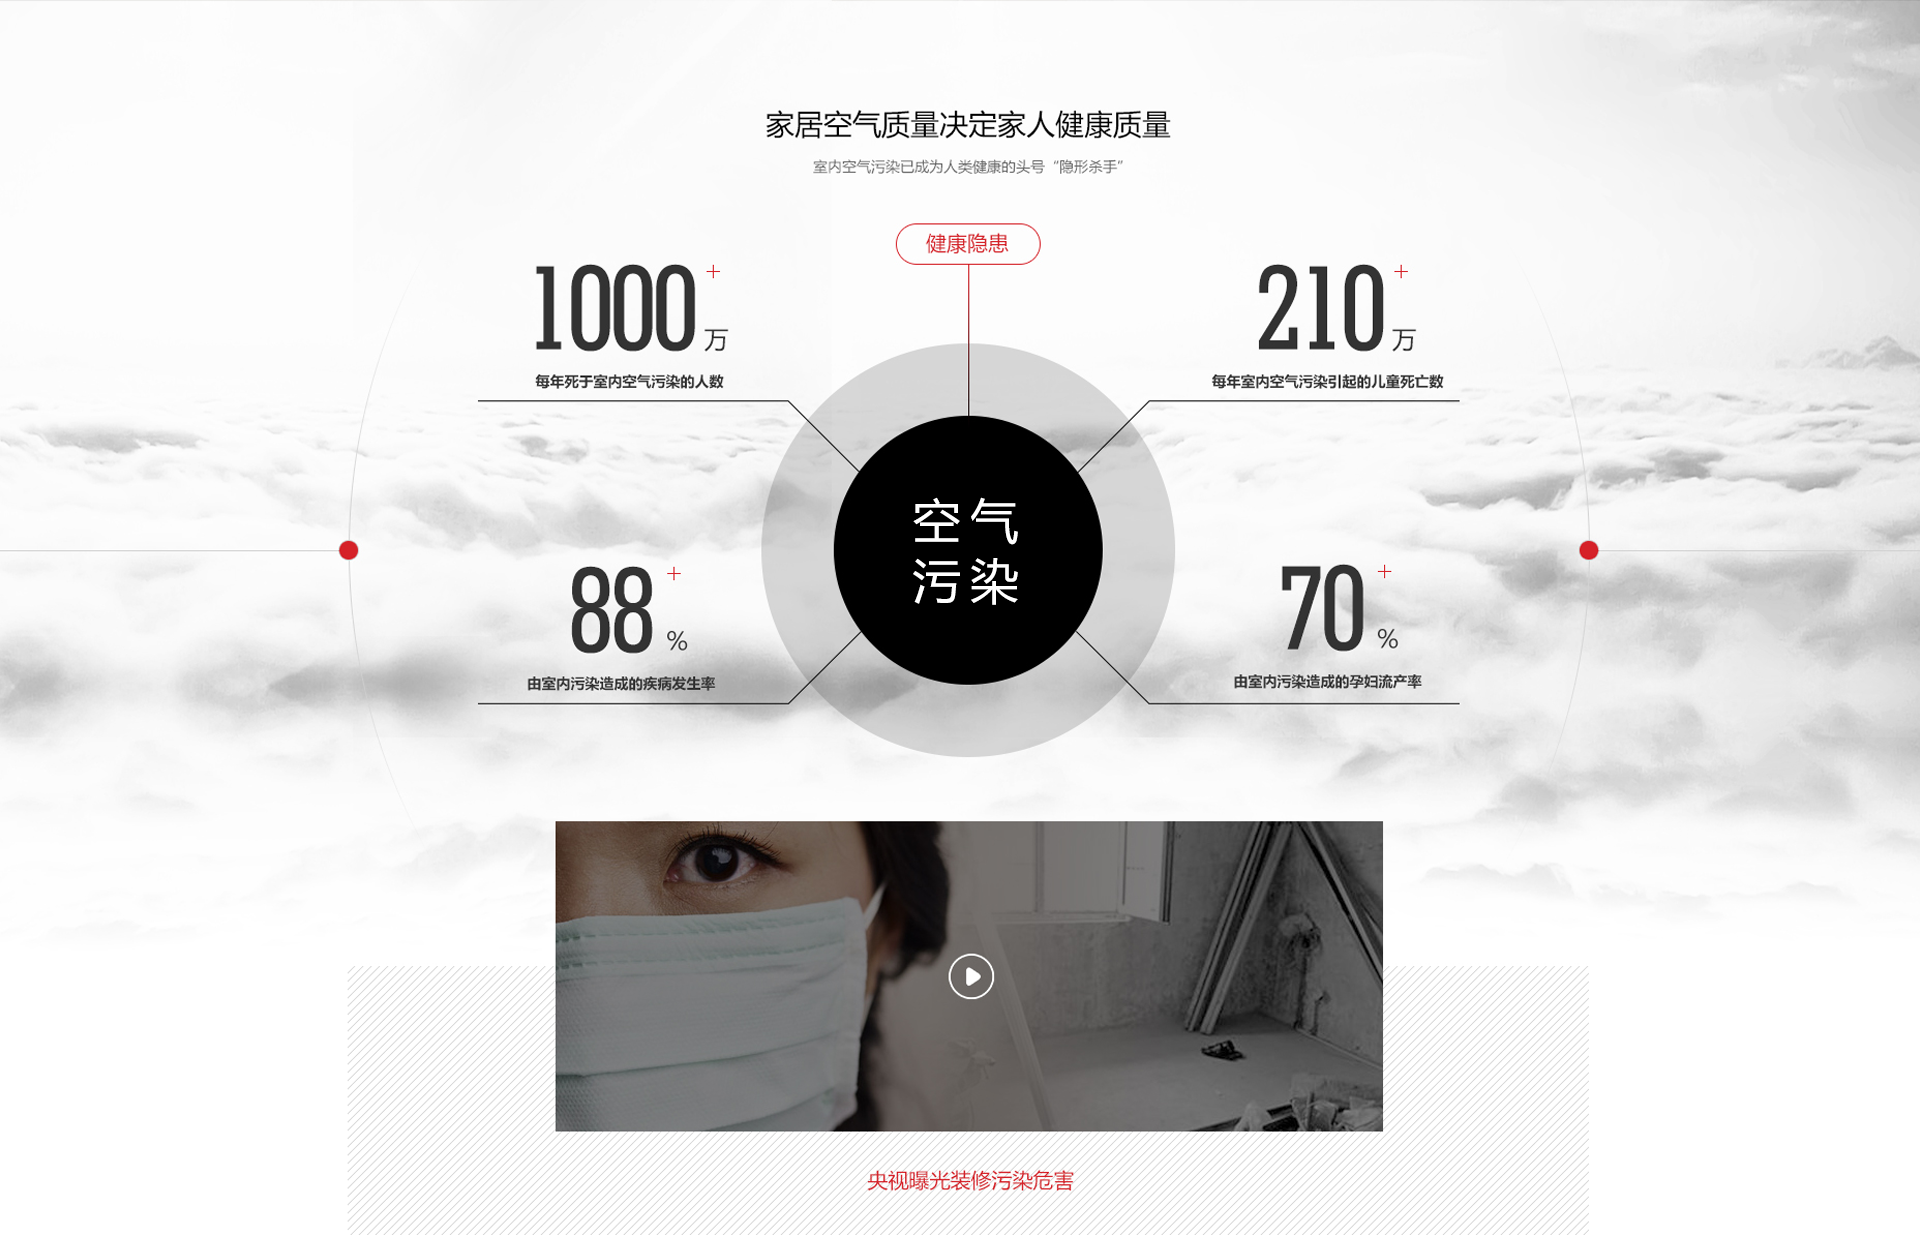 家居空气质量决定家人健康质量
室内空气污染已成为人类健康的头号“隐形杀手”
健康隐患
1000+万
每年死于室内空气污染的人数
210+万
每年室内空气污染引起的儿童死亡数
空气
污染
88+%
由室内污染造成的疾病发生率
70+%
由室内污染造成的孕妇流产率
央视曝光装修污染危害